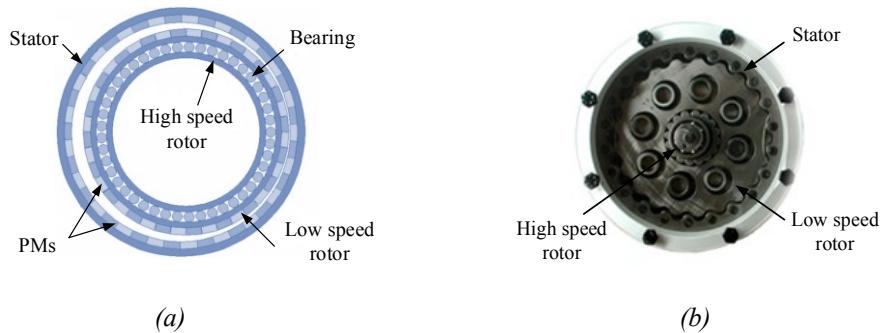 Stator
Bearing
High speed
rotor
PMs
Low speed
rotor
(a)
Stator
High speed
rotor
Low speed
rotor
(b)